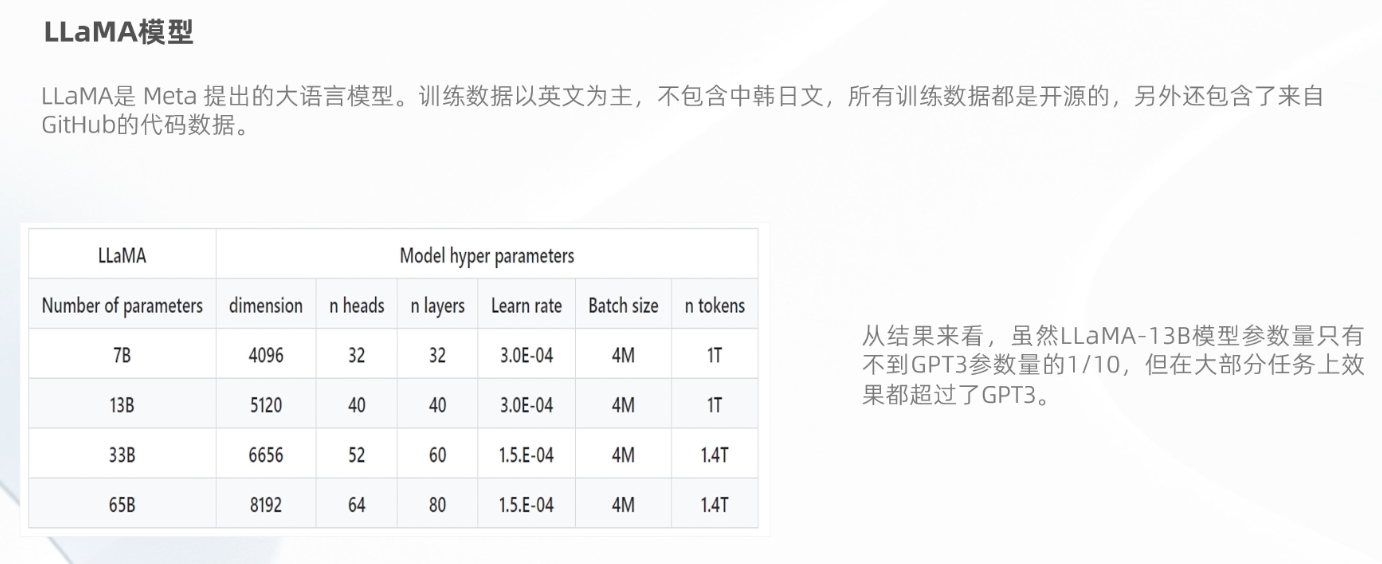 LLaMA模型
LLaMA是 Meta 提出的大语言模型。训练数据以英文为主，不包含中韩日文，所有训练数据都是开源的，另外还包含了来自
GitHub的代码数据。
LLaMA Model hyper parameters
Number of parameters dimension n heads n layers Learn rate Batch size n tokens
7B 4096 32 32 3.0E-04 4M 1T
13B 5120 40 40 3.0E-04 4M 1T
33B 6656 52 60 1.5.E-04 4M 1.4T
65B 8192 64 80 1.5.E-04 4M 1.4T
从结果来看，虽然LLaMA-13B模型参数量只有
不到GPT3参数量的1/10，但在大部分任务上效
果都超过了GPT3。